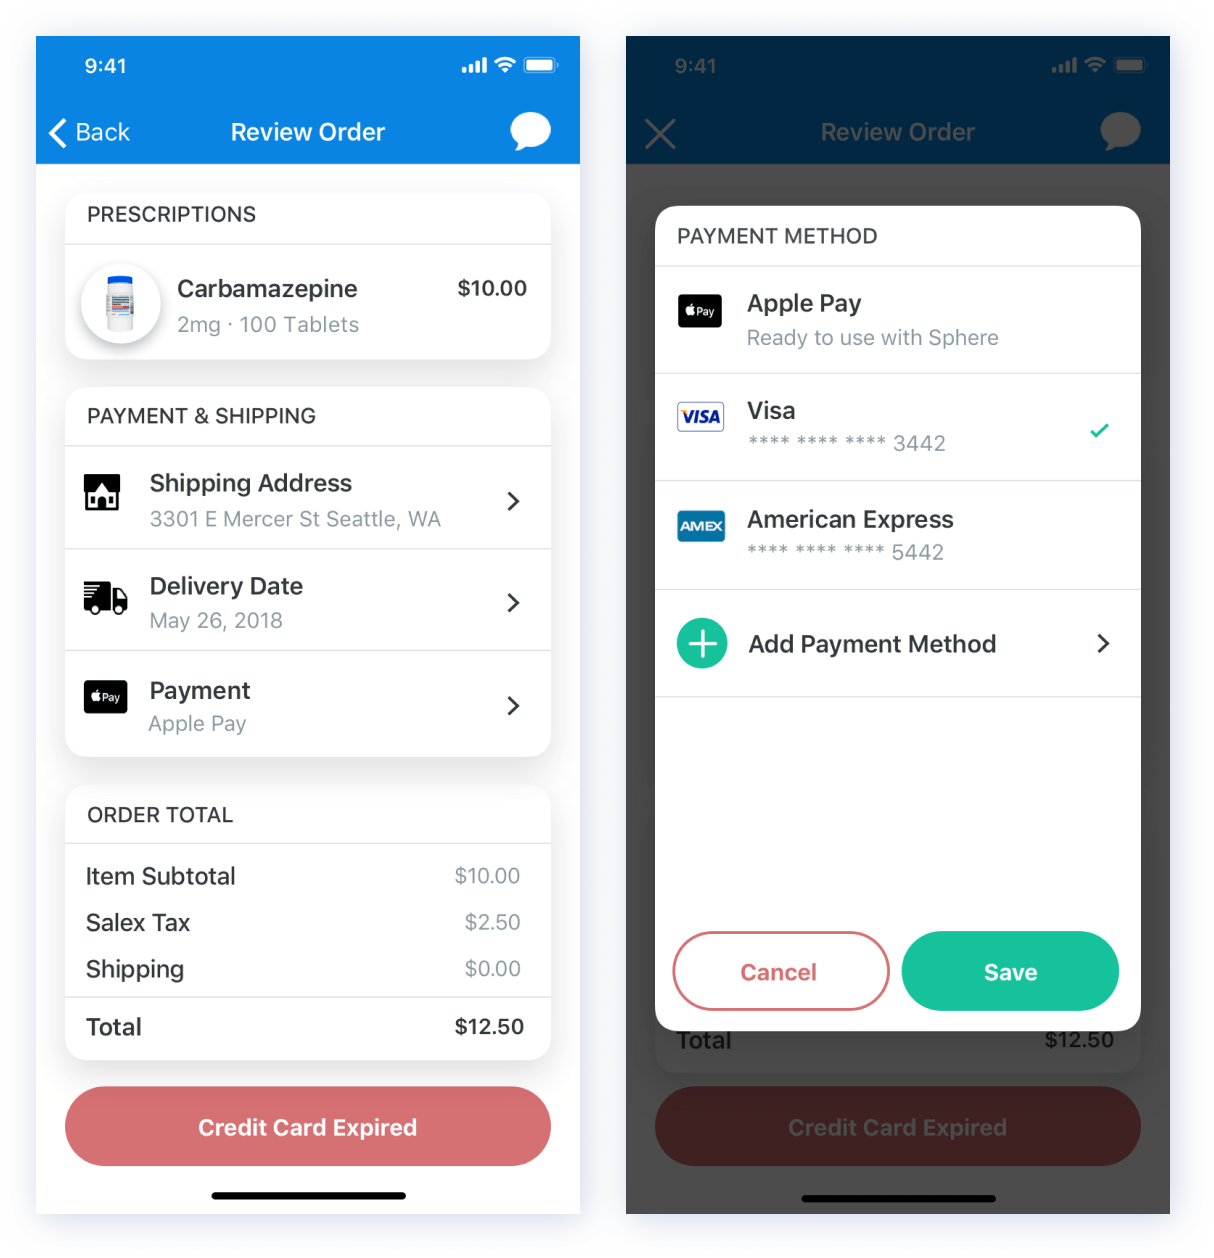 9:41
Back
Review Order
PRESCRIPTIONS
Carbamazepine
$10.00
2mg · 100 Tablets
PAYMENT & SHIPPING
Shipping Address
3301 E Mercer St Seattle, WA
Delivery Date
May 26, 2018
Pay
Payment
Apple Pay
ORDER TOTAL
Item Subtotal $10.00
Salex Tax $2.50
Shipping $0.00
Total $12.50
Credit Card Expired
9:41
Review Order
PAYMENT METHOD
Pay
Apple Pay
Ready to use with Sphere
VISA
Visa
**** **** **** 3442
AMEX
American Express
**** **** **** 5442
Add Payment Method
Cancel
Save
Total $12.50
Credit Card Expired